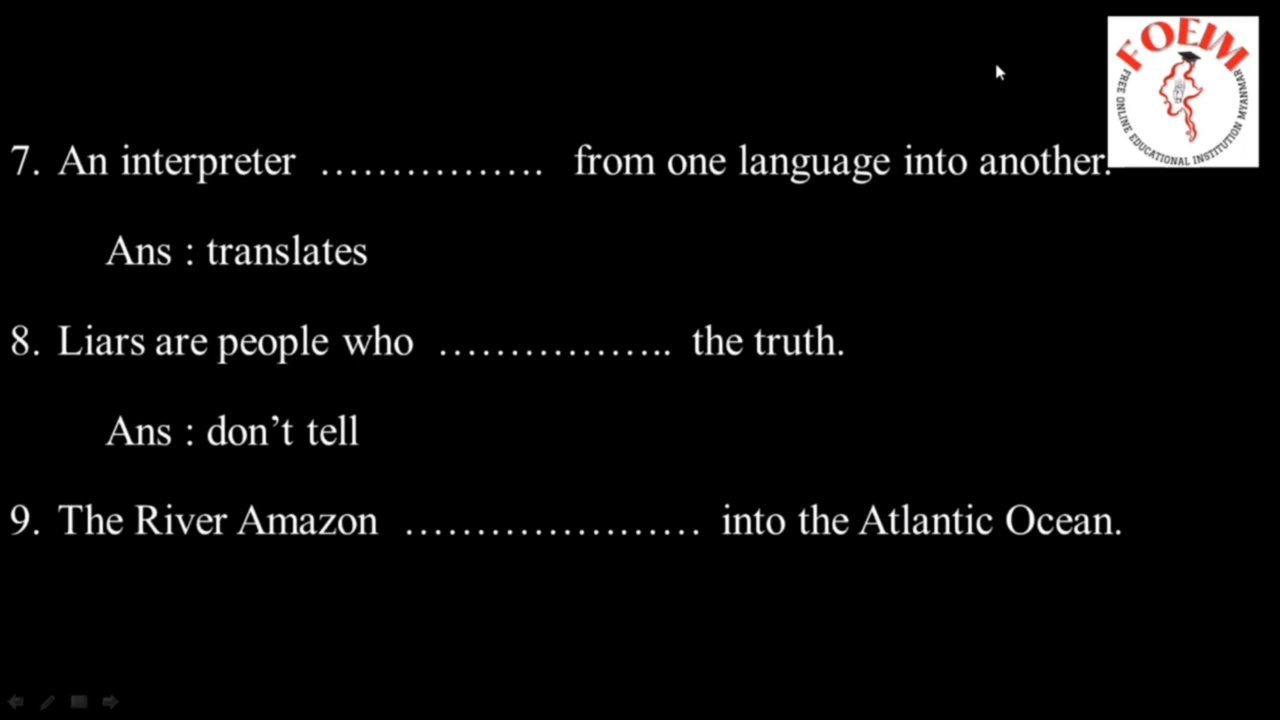 FOEIM
FREE ONLINE EDUCATIONAL INSTITUTION MYANMAR
7. An interpreter ……………. from one language into another.
Ans : translates
8. Liars are people who …………….. the truth.
Ans : don’t tell
9. The River Amazon ………………… into the Atlantic Ocean.